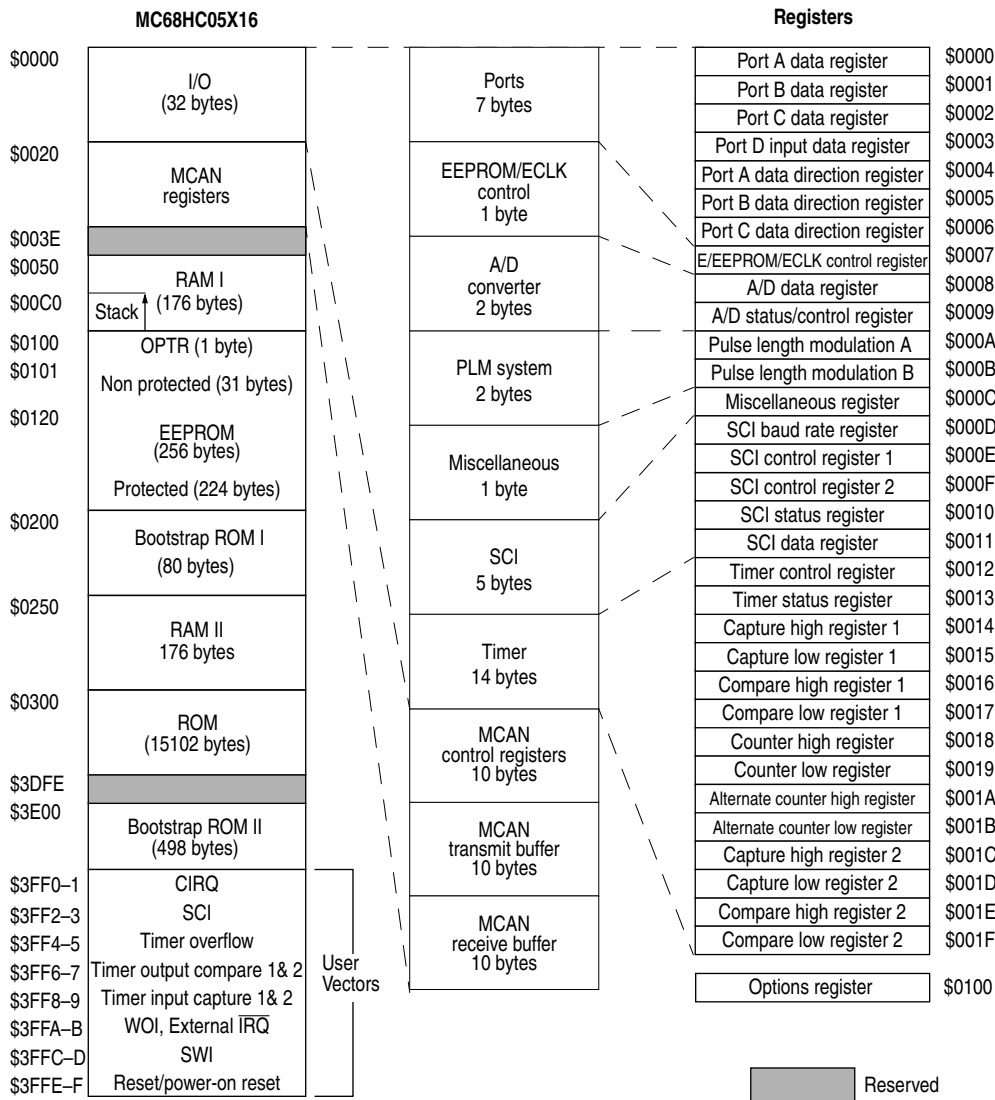 MC68HC05X16
$0000
I/O
(32 bytes)
$0020
MCAN
registers
$003E
$0050
RAM I
(176 bytes)
$00C0
Stack
$0100
OPTR (1 byte)
$0101
Non protected (31 bytes)
$0120
EEPROM
(256 bytes)
Protected (224 bytes)
$0200
Bootstrap ROM I
(80 bytes)
$0250
RAM II
176 bytes
$0300
ROM
(15102 bytes)
$3DFE
$3E00
Bootstrap ROM II
(498 bytes)
$3FF0–1 CIRQ
$3FF2–3 SCI
$3FF4–5 Timer overflow
$3FF6–7 Timer output compare 1& 2
$3FF8–9 Timer input capture 1& 2
$3FFA–B WOI, External IRQ
$3FFC–D SWI
$3FFE–F Reset/power-on reset
User
Vectors
Ports
7 bytes
EEPROM/ECLK
control
1 byte
A/D
converter
2 bytes
PLM system
2 bytes
Miscellaneous
1 byte
SCI
5 bytes
Timer
14 bytes
MCAN
control registers
10 bytes
MCAN
transmit buffer
10 bytes
MCAN
receive buffer
10 bytes
Registers
Port A data register $0000
Port B data register $0001
Port C data register $0002
Port D input data register $0003
Port A data direction register $0004
Port B data direction register $0005
Port C data direction register $0006
E/EEPROM/ECLK control register $0007
A/D data register $0008
A/D status/control register $0009
Pulse length modulation A $000A
Pulse length modulation B $000B
Miscellaneous register $000C
SCI baud rate register $000D
SCI control register 1 $000E
SCI control register 2 $000F
SCI status register $0010
SCI data register $0011
Timer control register $0012
Timer status register $0013
Capture high register 1 $0014
Capture low register 1 $0015
Compare high register 1 $0016
Compare low register 1 $0017
Counter high register $0018
Counter low register $0019
Alternate counter high register $001A
Alternate counter low register $001B
Capture high register 2 $001C
Capture low register 2 $001D
Compare high register 2 $001E
Compare low register 2 $001F
Options register $0100
Reserved